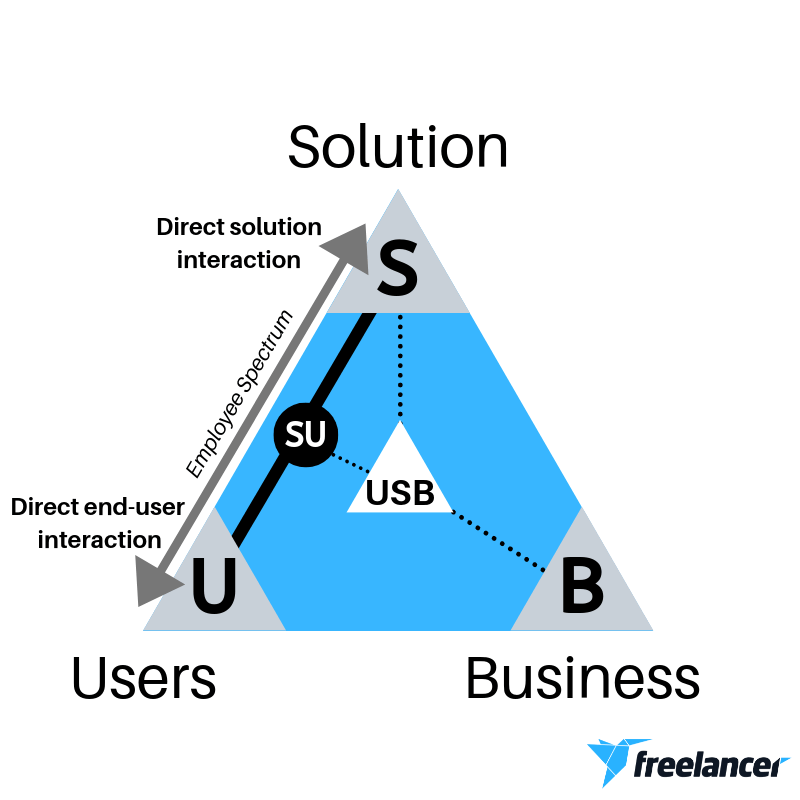 Solution
Direct solution
interaction
S
Employee Spectrum
SU
USB
Direct end-user
interaction
U
B
Users
Business
freelancer